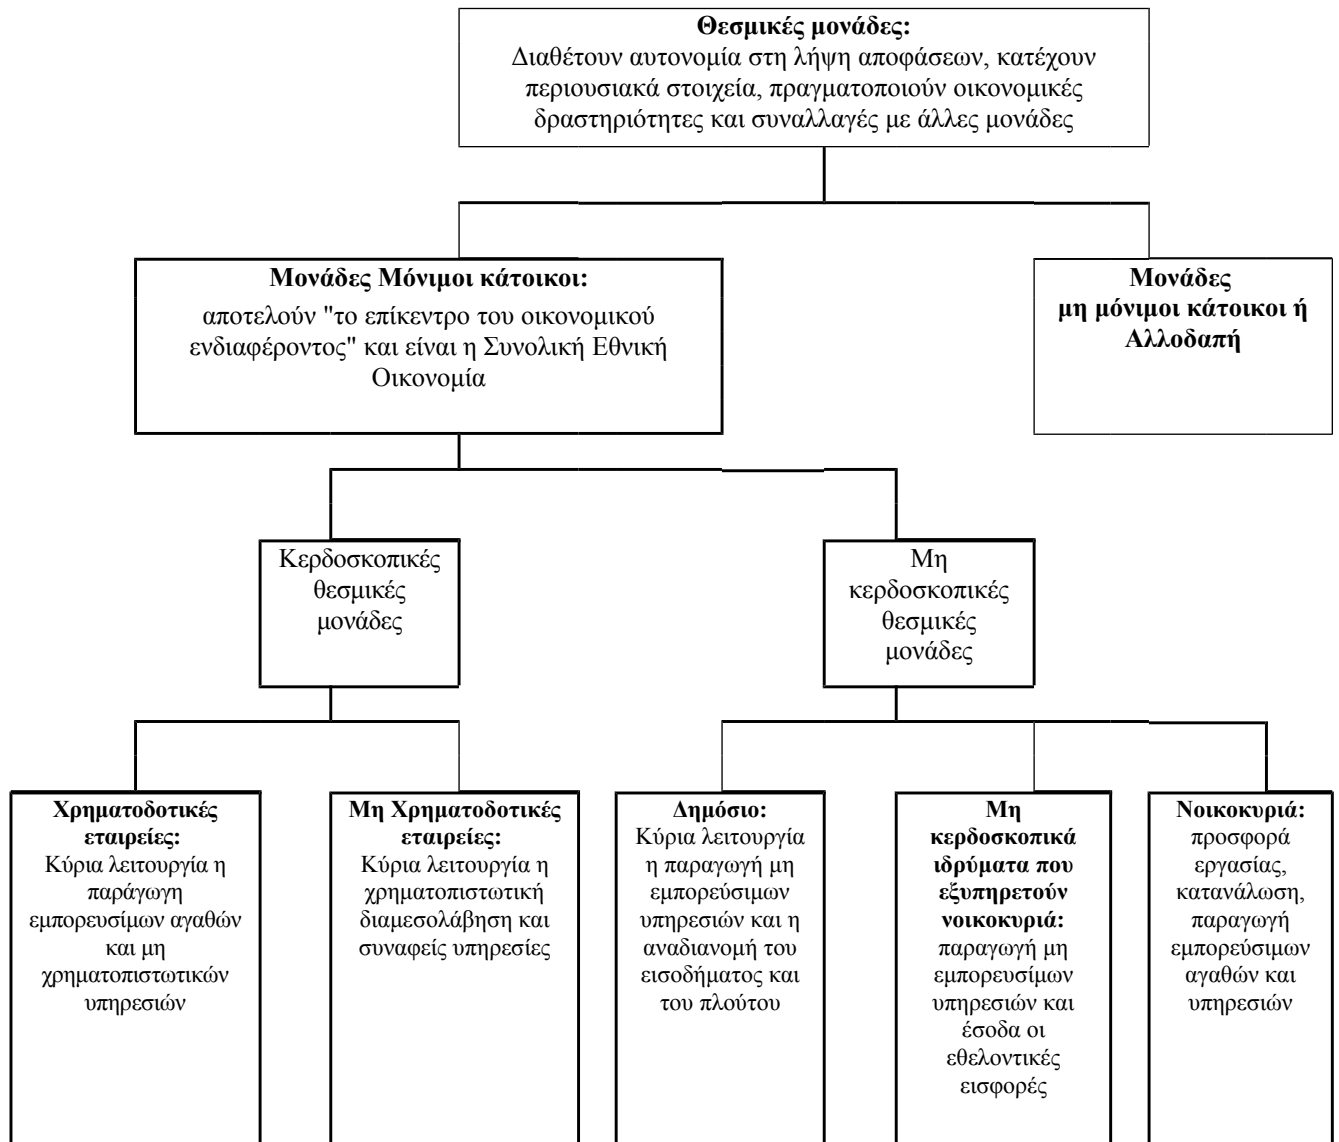 Θεσμικές μονάδες:
Διαθέτουν αυτονομία στη λήψη αποφάσεων, κατέχουν
περιουσιακά στοιχεία, πραγματοποιούν οικονομικές
δραστηριότητες και συναλλαγές με άλλες μονάδες
Μονάδες Μόνιμοι κάτοικοι:
αποτελούν "το επίκεντρο του οικονομικού
ενδιαφέροντος" και είναι η Συνολική Εθνική
Οικονομία
Μονάδες
μη μόνιμοι κάτοικοι ή
Αλλοδαπή
Κερδοσκοπικές
θεσμικές
μονάδες
Μη
κερδοσκοπικές
θεσμικές
μονάδες
Χρηματοδοτικές
εταιρείες:
Κύρια λειτουργία η
παράγωγη
εμπορευσίμων αγαθών
και μη
χρηματοπιστωτικών
υπηρεσιών
Μη Χρηματοδοτικές
εταιρείες:
Κύρια λειτουργία η
χρηματοπιστωτική
διαμεσολάβηση και
συναφείς υπηρεσίες
Δημόσιο:
Κύρια λειτουργία
η παραγωγή μη
εμπορεύσιμων
υπηρεσιών και η
αναδιανομή του
εισοδήματος και
του πλούτου
Μη
κερδοσκοπικά
ιδρύματα που
εξυπηρετούν
νοικοκυριά:
παραγωγή μη
εμπορευσίμων
υπηρεσιών και
έσοδα οι
εθελοντικές
εισφορές
Νοικοκυριά:
προσφορά
εργασίας,
κατανάλωση,
παραγωγή
εμπορεύσιμων
αγαθών και
υπηρεσιών